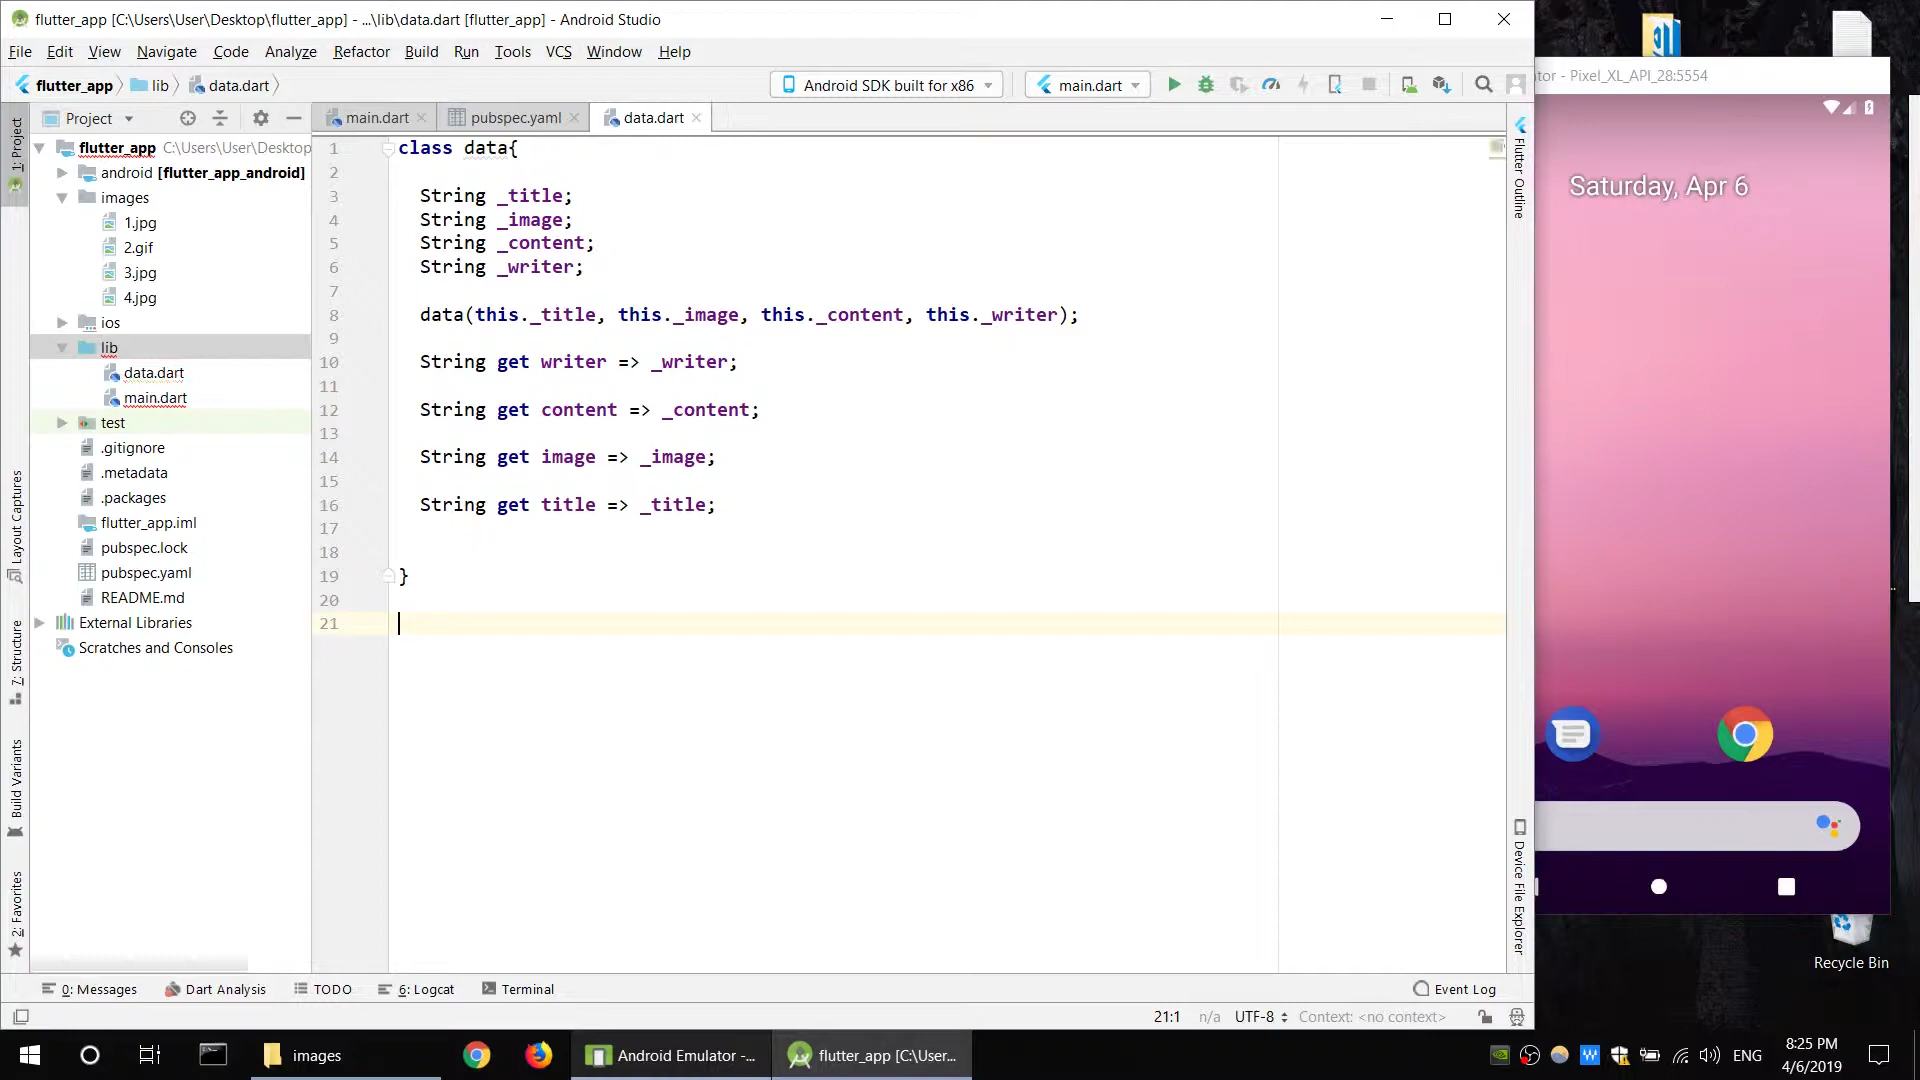 flutter_app [C:\Users\User\Desktop\flutter_app] - ...\lib\data.dart [flutter_app] - Android Studio
File Edit View Navigate Code Analyze Refactor Build Run Tools VCS Window Help
flutter_app lib data.dart Android SDK built for x86 main.dart
Project
main.dart pubspec.yaml data.dart
1: Project
flutter_app C:\Users\User\Desktop
android [flutter_app_android]
images
1.jpg
2.gif
3.jpg
4.jpg
ios
lib
data.dart
main.dart
test
.gitignore
.metadata
.packages
flutter_app.iml
pubspec.lock
pubspec.yaml
README.md
External Libraries
Scratches and Consoles
Layout Captures
7: Structure
Build Variants
2: Favorites
1 class data{
2
3 String _title;
4 String _image;
5 String _content;
6 String _writer;
7
8 data(this._title, this._image, this._content, this._writer);
9
10 String get writer => _writer;
11
12 String get content => _content;
13
14 String get image => _image;
15
16 String get title => _title;
17
18
19 }
20
21
Flutter Outline
Device File Explorer
0: Messages Dart Analysis TODO 6: Logcat Terminal Event Log
21:1 n/a UTF-8 Context: <no context>
tor - Pixel_XL_API_28:5554
Saturday, Apr 6
Recycle Bin
images Android Emulator -... flutter_app [C:\User... ENG
8:25 PM
4/6/2019